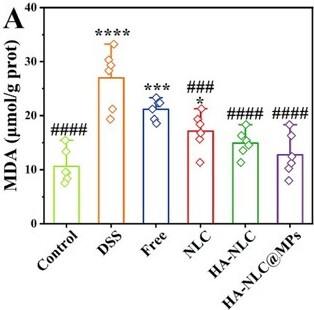 A
MDA (μmol/g prot)
40
30
20
10
0
####
****
***
###
*
####
####
Control
DSS
Free
NLC
HA-NLC
HA-NLC@MPs